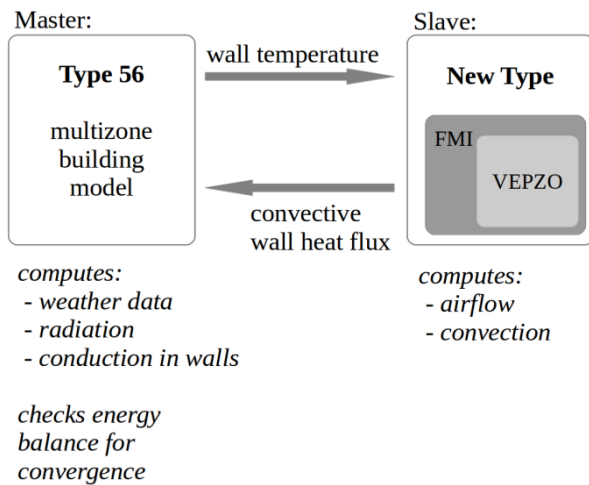 Master:
Type 56
multizone
building
model
wall temperature
convective
wall heat flux
Slave:
New Type
FMI
VEPZO
computes:
- weather data
- radiation
- conduction in walls
checks energy
balance for
convergence
computes:
- airflow
- convection